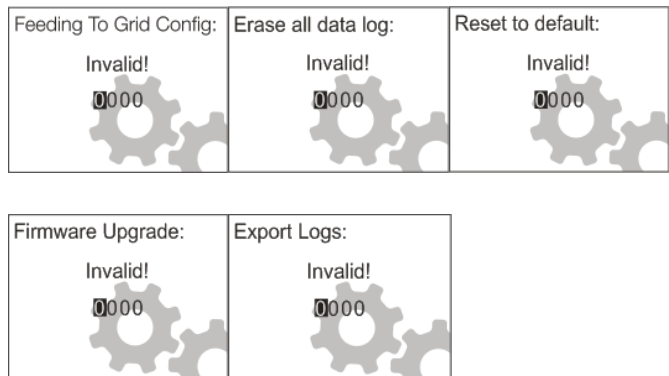 Feeding To Grid Config:
Invalid!
0000
Erase all data log:
Invalid!
0000
Reset to default:
Invalid!
0000
Firmware Upgrade:
Invalid!
0000
Export Logs:
Invalid!
0000